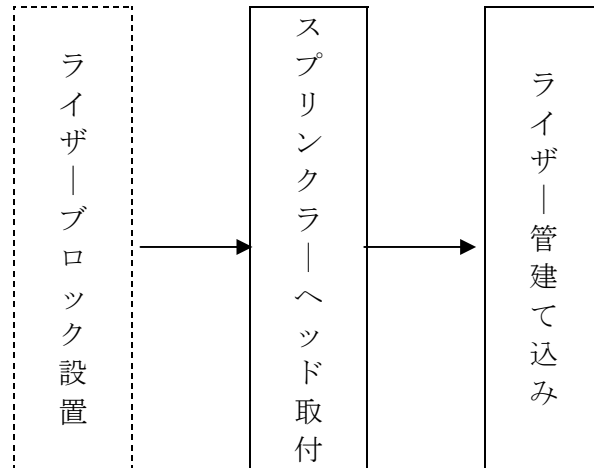 ライザーブロック設置
スプリンクラーヘッド取付
ライザー管建て込み